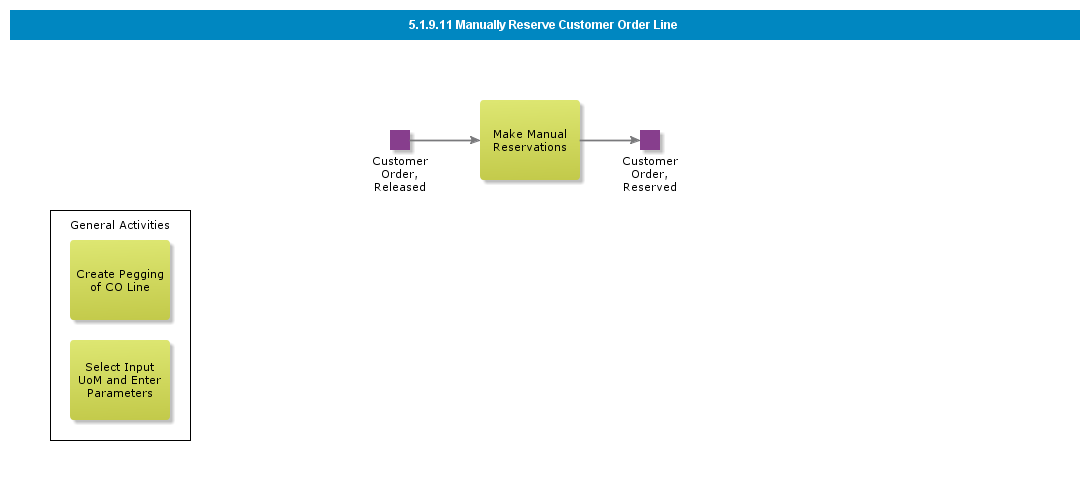 5.1.9.11 Manually Reserve Customer Order Line
Make Manual
Reservations
Customer
Order,
Released
Customer
Order,
Reserved
General Activities
Create Pegging
of CO Line
Select Input
UoM and Enter
Parameters